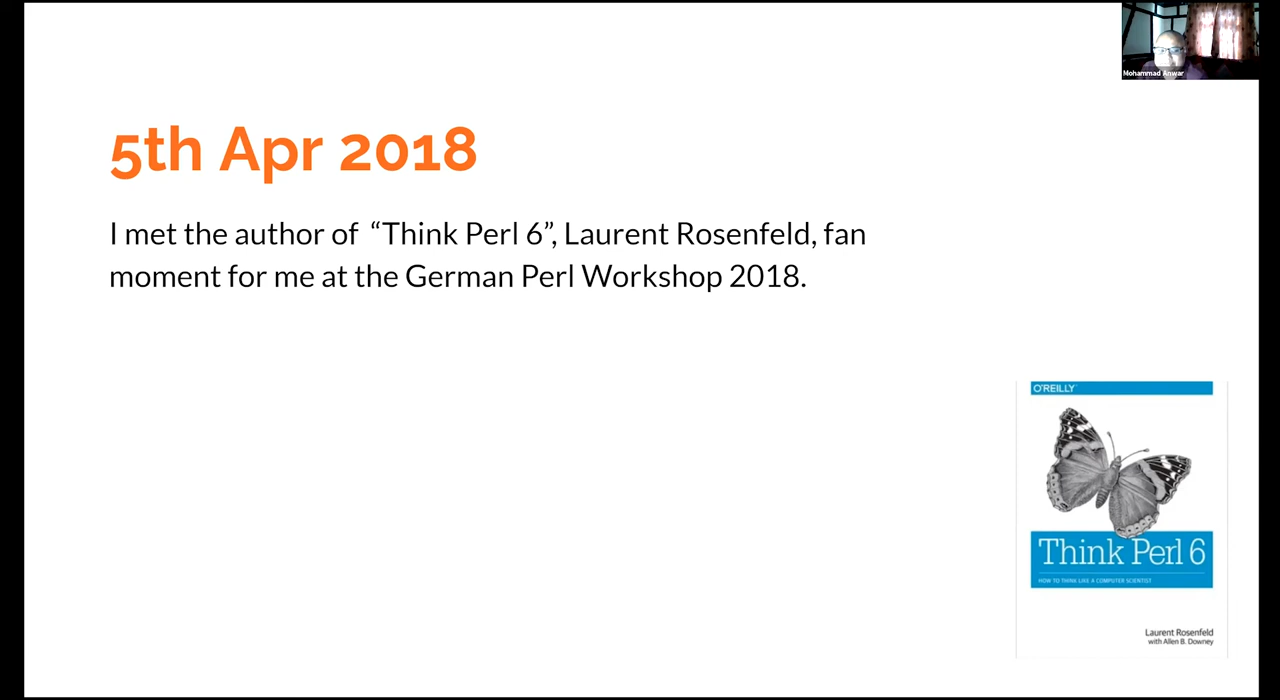 Mohammad Anwar
5th Apr 2018
I met the author of “Think Perl 6”, Laurent Rosenfeld, fan
moment for me at the German Perl Workshop 2018.
O'REILLY
Think Perl 6
HOW TO THINK LIKE A COMPUTER SCIENTIST
Laurent Rosenfeld
with Allen B. Downey